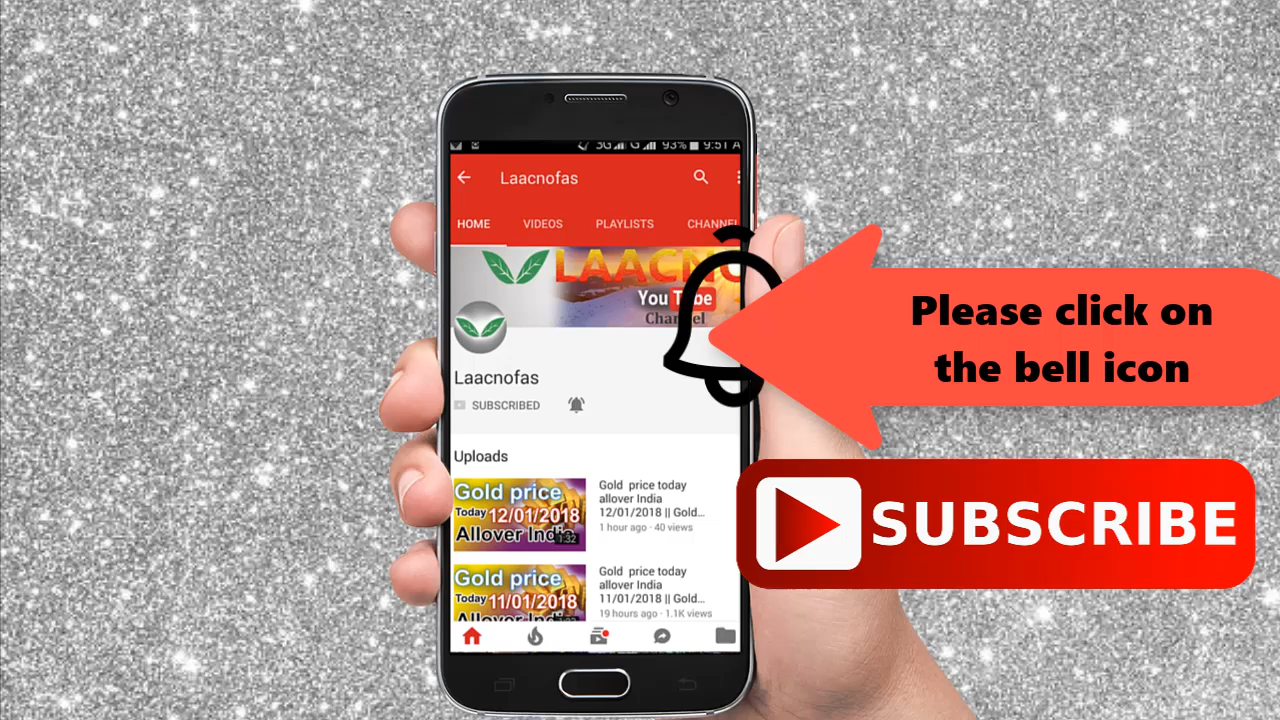 3G G 93% 9:51 A
Laacnofas
HOME VIDEOS PLAYLISTS CHANNEL
LAACNO
You Tube
Channel
Laacnofas
SUBSCRIBED
Uploads
Gold price
Today 12/01/2018
Allover India
1:32
Gold price today
allover India
12/01/2018 || Gold...
1 hour ago · 40 views
Gold price
Today 11/01/2018
Allover India
Gold price today
allover India
11/01/2018 || Gold...
19 hours ago · 1.1K views
Please click on
the bell icon
SUBSCRIBE